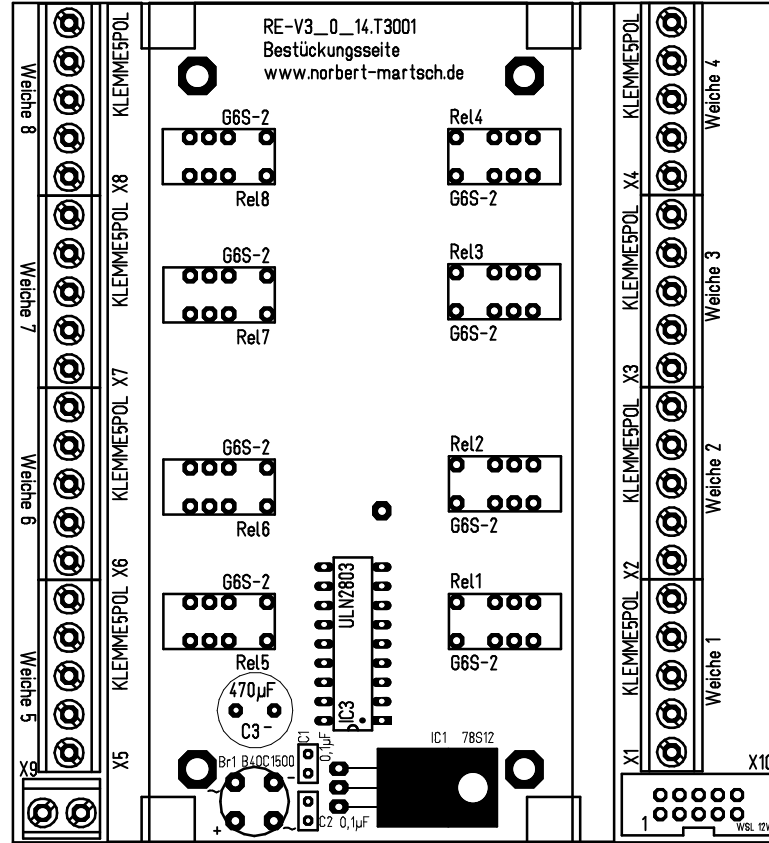 RE-V3_0_14.T3001
Bestückungsseite
www.norbert-martsch.de
Weiche 8
KLEMME5POL
X8
G6S-2
Rel8
Rel4
G6S-2
KLEMME5POL
X4
Weiche 4
Weiche 7
KLEMME5POL
X7
G6S-2
Rel7
Rel3
G6S-2
KLEMME5POL
X3
Weiche 3
Weiche 6
KLEMME5POL
X6
G6S-2
Rel6
Rel2
G6S-2
KLEMME5POL
X2
Weiche 2
Weiche 5
KLEMME5POL
X5
G6S-2
Rel5
ULN2803
IC3
Rel1
G6S-2
KLEMME5POL
X1
Weiche 1
470µF
C3 -
X9
Br1 B40C1500
~
-
+
~
C1
0,1µF
C2
0,1µF
IC1 78S12
X10
1
WSL 12W